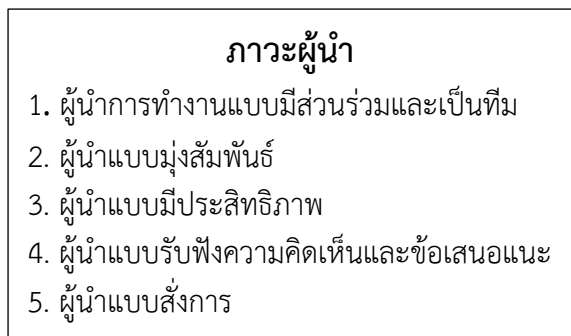 ภาวะผู้นำ
1. ผู้นำการทำงานแบบมีส่วนร่วมและเป็นทีม
2. ผู้นำแบบมุ่งสัมพันธ์
3. ผู้นำแบบมีประสิทธิภาพ
4. ผู้นำแบบรับฟังความคิดเห็นและข้อเสนอแนะ
5. ผู้นำแบบสั่งการ